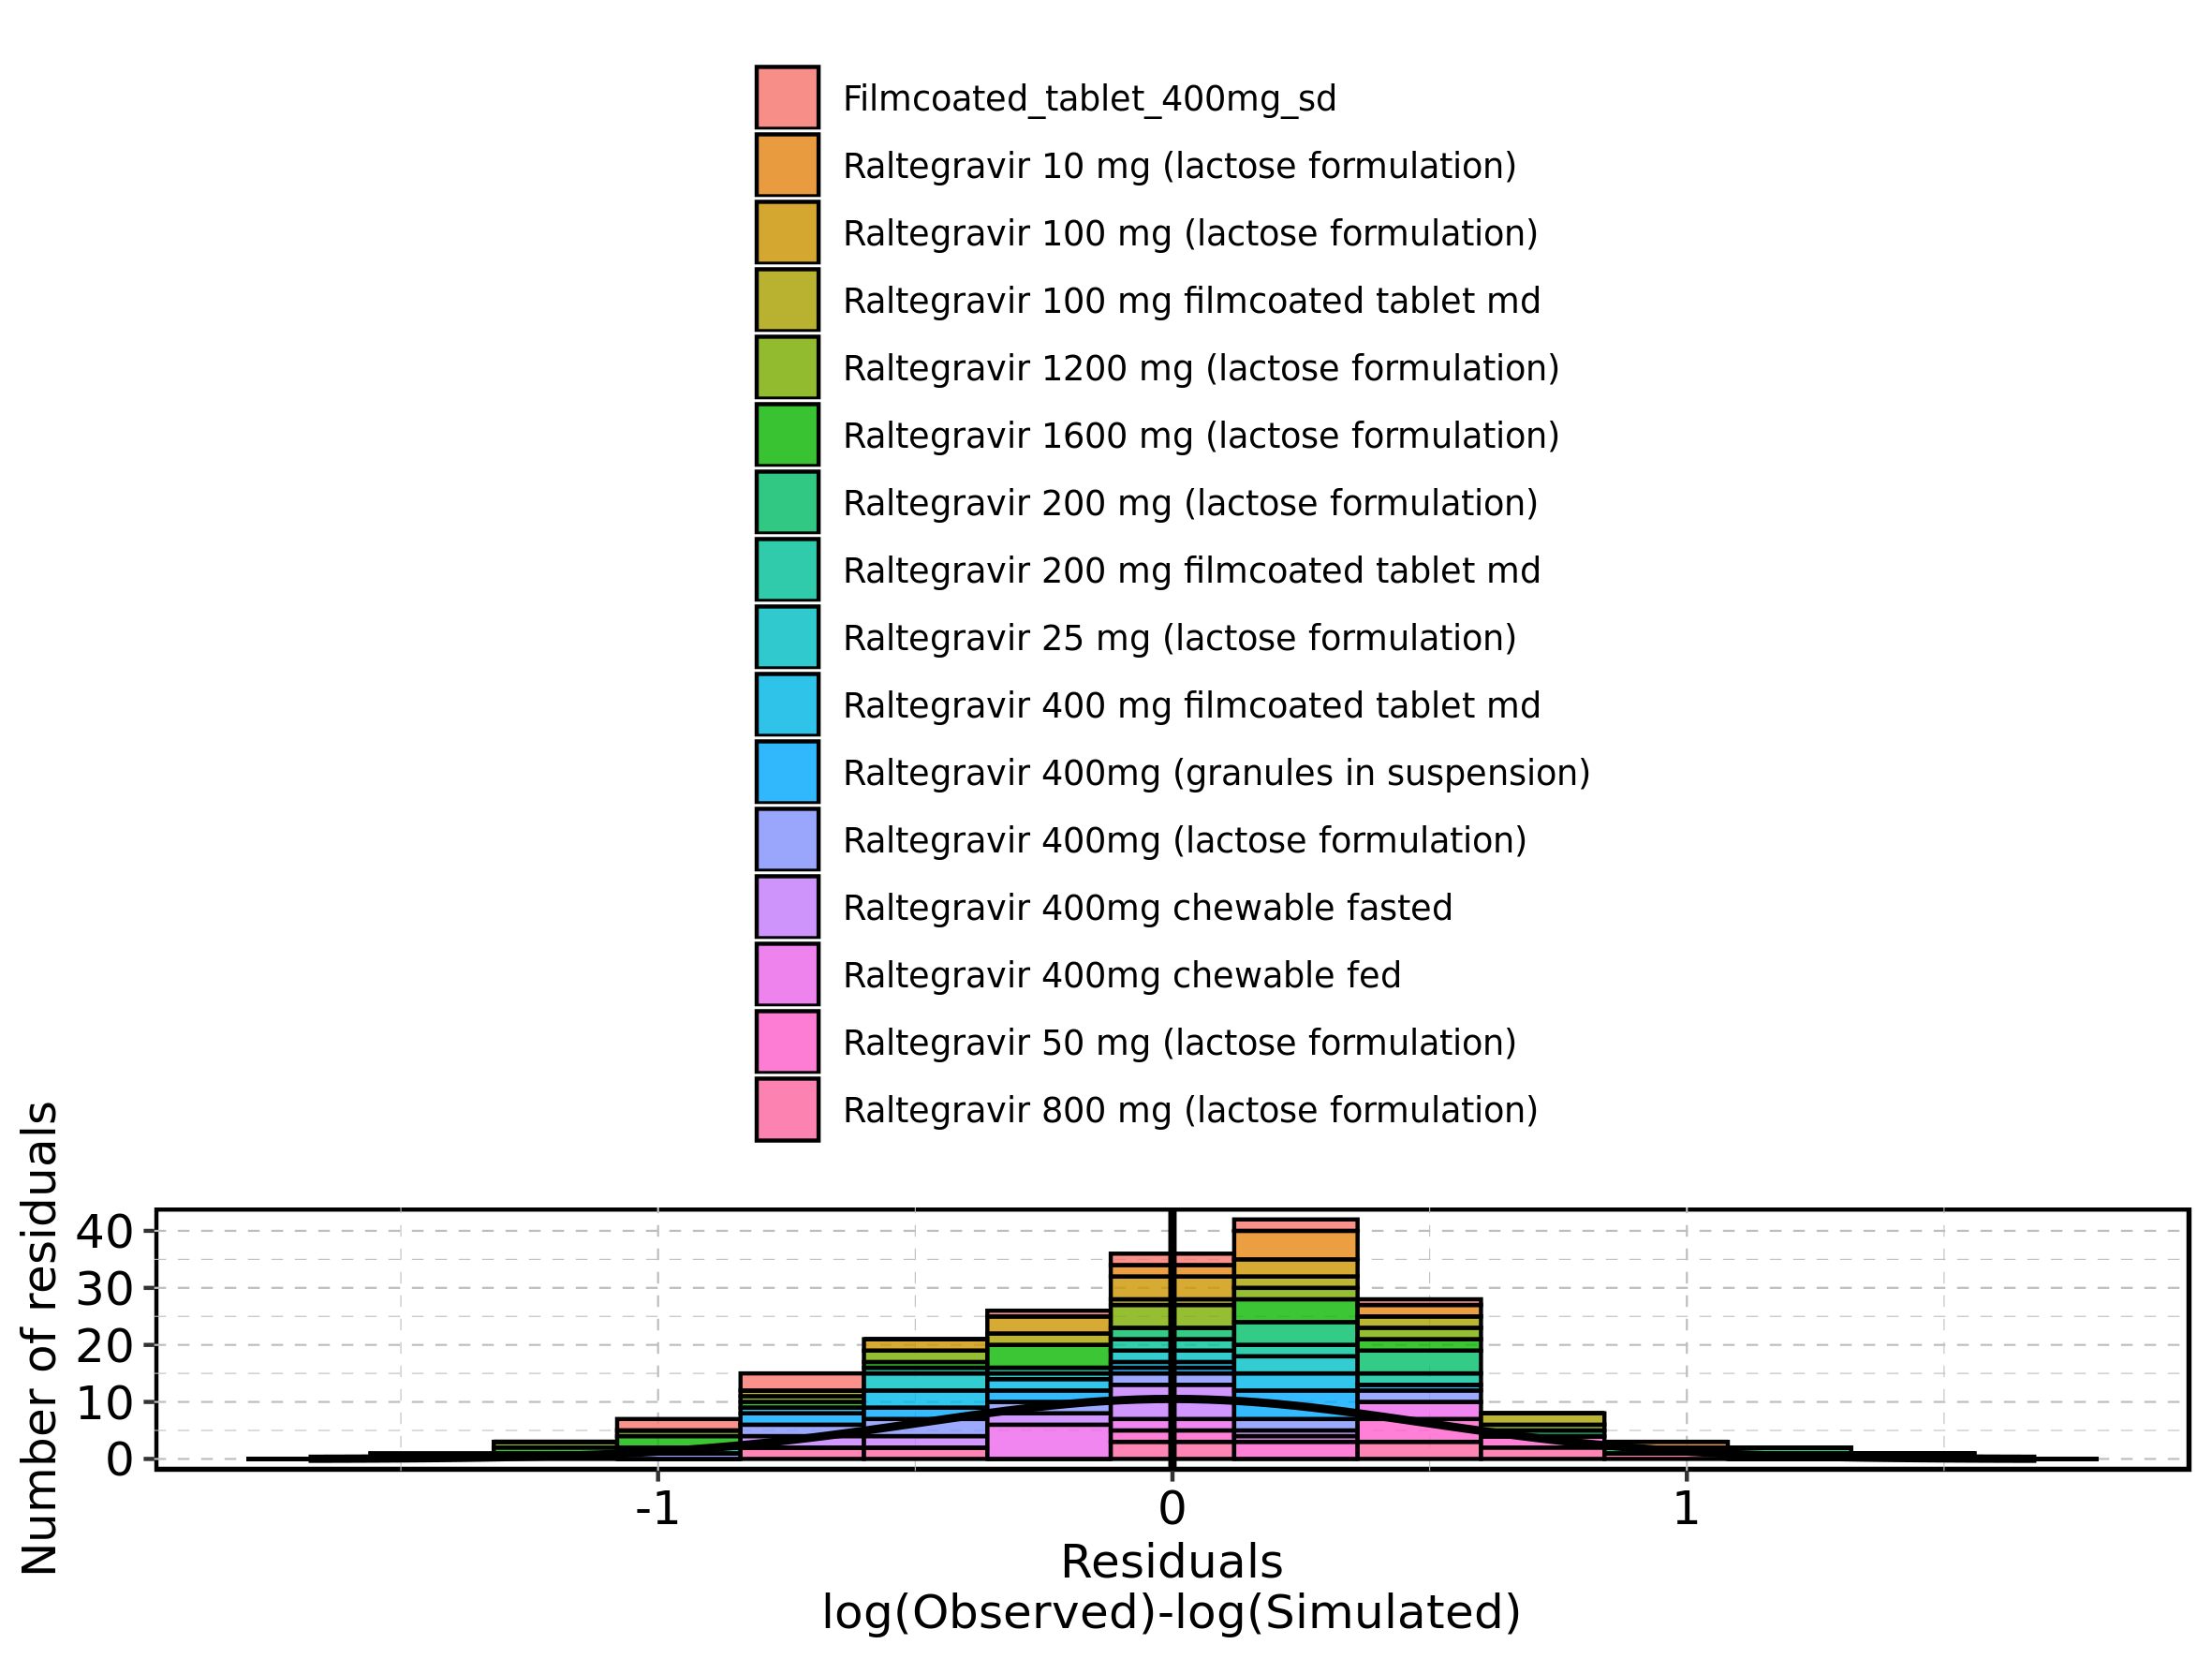 Filmcoated_tablet_400mg_sd
Raltegravir 10 mg (lactose formulation)
Raltegravir 100 mg (lactose formulation)
Raltegravir 100 mg filmcoated tablet md
Raltegravir 1200 mg (lactose formulation)
Raltegravir 1600 mg (lactose formulation)
Raltegravir 200 mg (lactose formulation)
Raltegravir 200 mg filmcoated tablet md
Raltegravir 25 mg (lactose formulation)
Raltegravir 400 mg filmcoated tablet md
Raltegravir 400mg (granules in suspension)
Raltegravir 400mg (lactose formulation)
Raltegravir 400mg chewable fasted
Raltegravir 400mg chewable fed
Raltegravir 50 mg (lactose formulation)
Raltegravir 800 mg (lactose formulation)
Number of residuals
40
30
20
10
0
-1 0 1
Residuals
log(Observed)-log(Simulated)